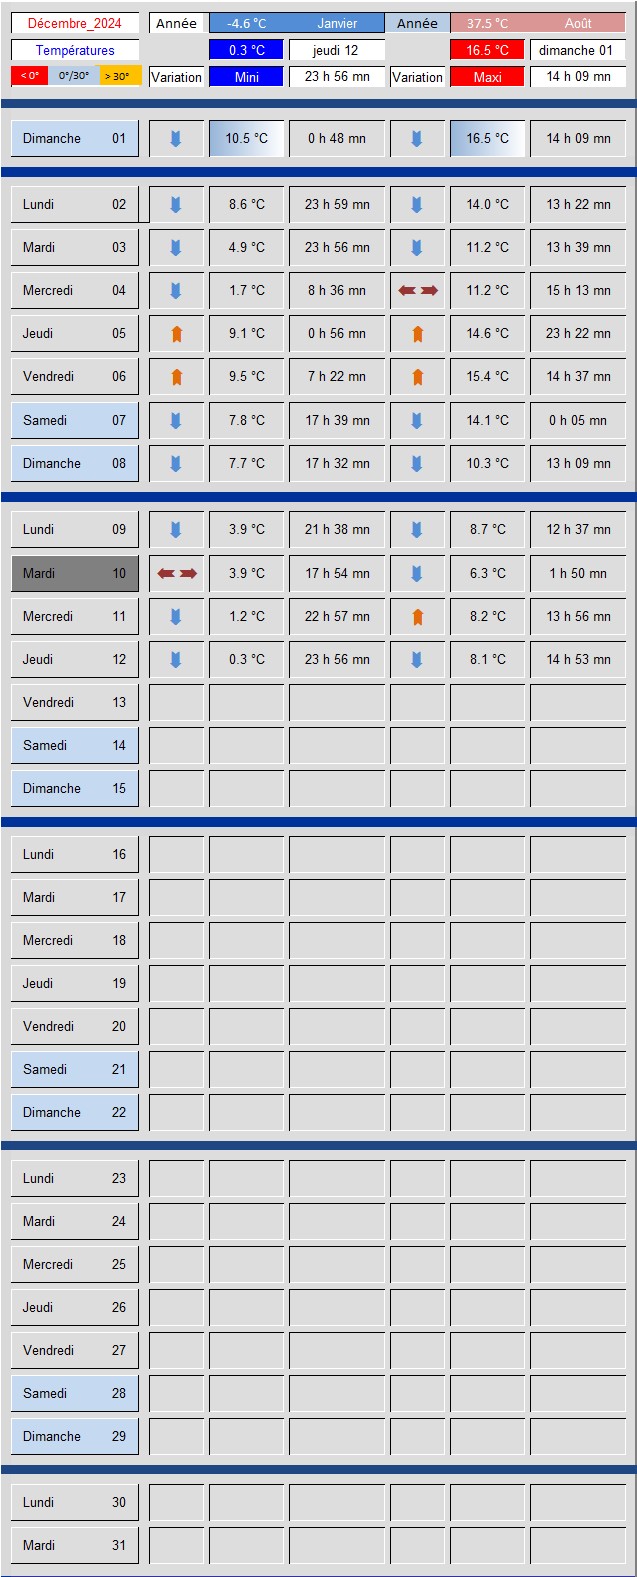 Décembre_2024 Année -4.6 °C Janvier Année 37.5 °C Août
Températures 0.3 °C jeudi 12 16.5 °C dimanche 01
< 0° 0°/30° > 30° Variation Mini 23 h 56 mn Variation Maxi 14 h 09 mn
Dimanche 01 10.5 °C 0 h 48 mn 16.5 °C 14 h 09 mn
Lundi 02 8.6 °C 23 h 59 mn 14.0 °C 13 h 22 mn
Mardi 03 4.9 °C 23 h 56 mn 11.2 °C 13 h 39 mn
Mercredi 04 1.7 °C 8 h 36 mn 11.2 °C 15 h 13 mn
Jeudi 05 9.1 °C 0 h 56 mn 14.6 °C 23 h 22 mn
Vendredi 06 9.5 °C 7 h 22 mn 15.4 °C 14 h 37 mn
Samedi 07 7.8 °C 17 h 39 mn 14.1 °C 0 h 05 mn
Dimanche 08 7.7 °C 17 h 32 mn 10.3 °C 13 h 09 mn
Lundi 09 3.9 °C 21 h 38 mn 8.7 °C 12 h 37 mn
Mardi 10 3.9 °C 17 h 54 mn 6.3 °C 1 h 50 mn
Mercredi 11 1.2 °C 22 h 57 mn 8.2 °C 13 h 56 mn
Jeudi 12 0.3 °C 23 h 56 mn 8.1 °C 14 h 53 mn
Vendredi 13
Samedi 14
Dimanche 15
Lundi 16
Mardi 17
Mercredi 18
Jeudi 19
Vendredi 20
Samedi 21
Dimanche 22
Lundi 23
Mardi 24
Mercredi 25
Jeudi 26
Vendredi 27
Samedi 28
Dimanche 29
Lundi 30
Mardi 31